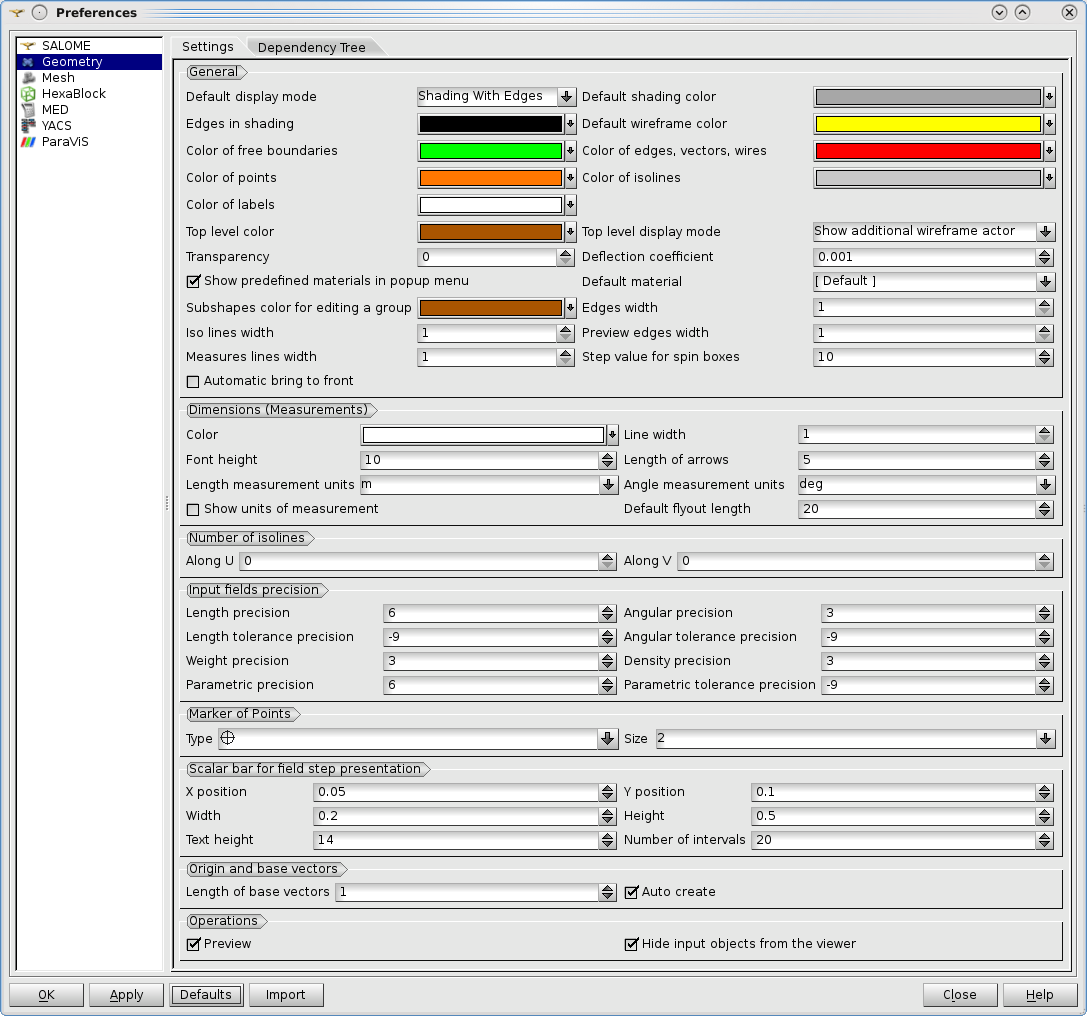 Preferences
SALOME
Geometry
Mesh
HexaBlock
MED
YACS
ParaViS
Settings Dependency Tree
General
Default display mode Shading With Edges Default shading color
Edges in shading Default wireframe color
Color of free boundaries Color of edges, vectors, wires
Color of points Color of isolines
Color of labels
Top level color Top level display mode Show additional wireframe actor
Transparency 0 Deflection coefficient 0.001
Show predefined materials in popup menu Default material [ Default ]
Subshapes color for editing a group Edges width 1
Iso lines width 1 Preview edges width 1
Measures lines width 1 Step value for spin boxes 10
Automatic bring to front
Dimensions (Measurements)
Color Line width 1
Font height 10 Length of arrows 5
Length measurement units m Angle measurement units deg
Show units of measurement Default flyout length 20
Number of isolines
Along U 0 Along V 0
Input fields precision
Length precision 6 Angular precision 3
Length tolerance precision -9 Angular tolerance precision -9
Weight precision 3 Density precision 3
Parametric precision 6 Parametric tolerance precision -9
Marker of Points
Type Size 2
Scalar bar for field step presentation
X position 0.05 Y position 0.1
Width 0.2 Height 0.5
Text height 14 Number of intervals 20
Origin and base vectors
Length of base vectors 1 Auto create
Operations
Preview Hide input objects from the viewer
OK Apply Defaults Import Close Help